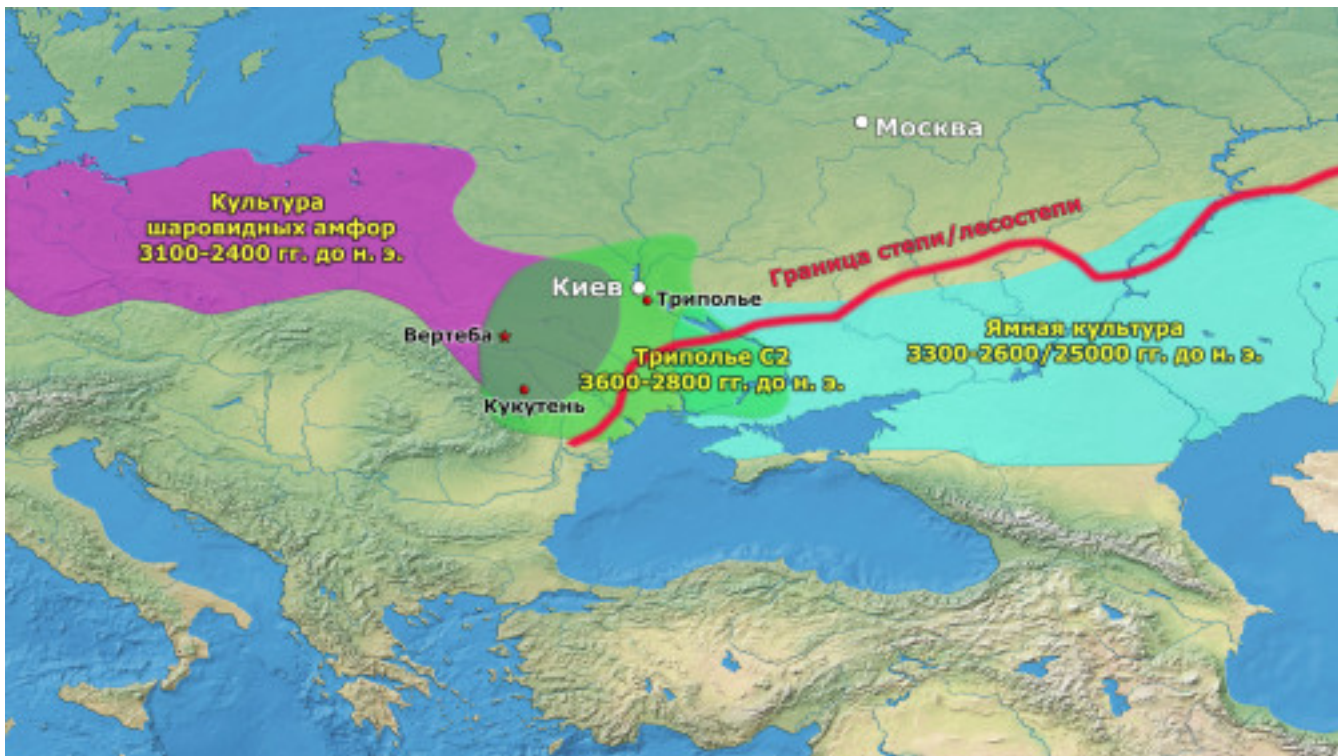 Москва
Культура
шаровидных амфор
3100-2400 гг. до н. э.
Граница степи/лесостепи
Киев
Триполье
Вертеба
Ямная культура
3300-2600/25000 гг. до н. э.
Триполье С2
3600-2800 гг. до н. э.
Кукутень